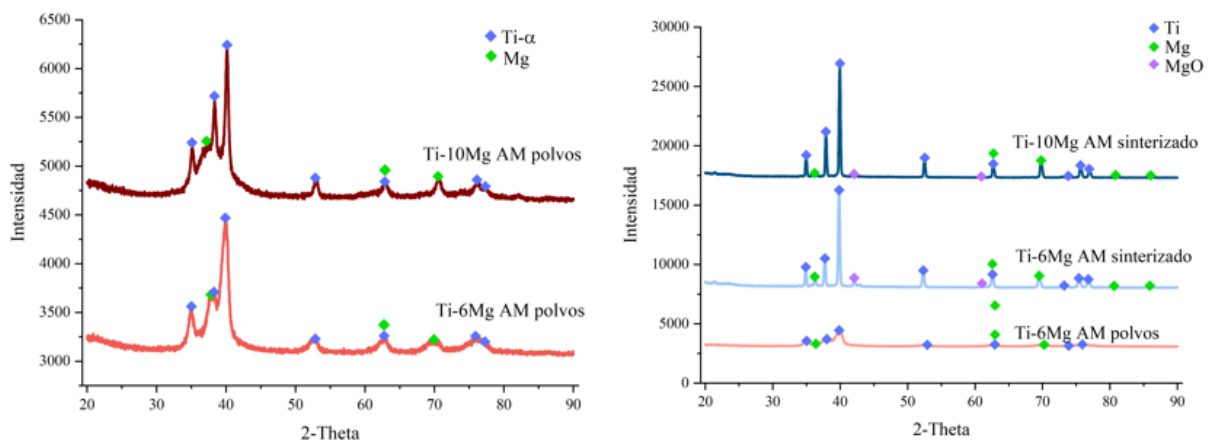 6500
6000
5500
5000
4500
4000
3500
3000
Intensidad
Ti-α
Mg
Ti-10Mg AM polvos
Ti-6Mg AM polvos
20 30 40 50 60 70 80 90
2-Theta
30000
25000
20000
15000
10000
5000
0
Intensidad
Ti
Mg
MgO
Ti-10Mg AM sinterizado
Ti-6Mg AM sinterizado
Ti-6Mg AM polvos
20 30 40 50 60 70 80 90
2-Theta